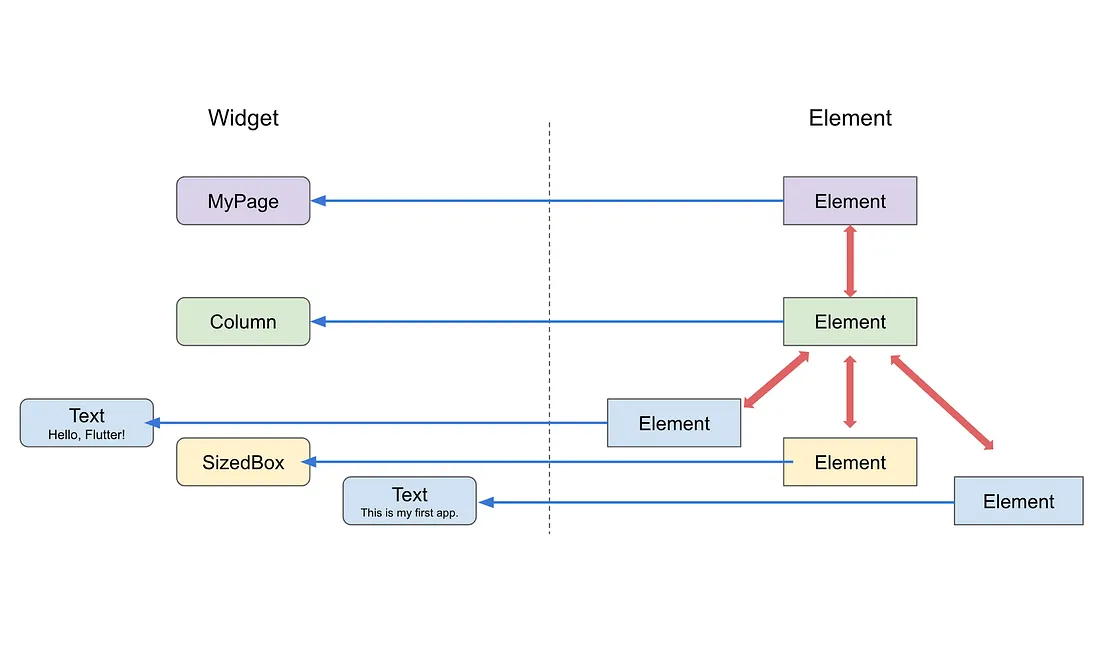 Widget
Element
MyPage
Element
Column
Element
Text
Hello, Flutter!
Element
SizedBox
Element
Text
This is my first app.
Element